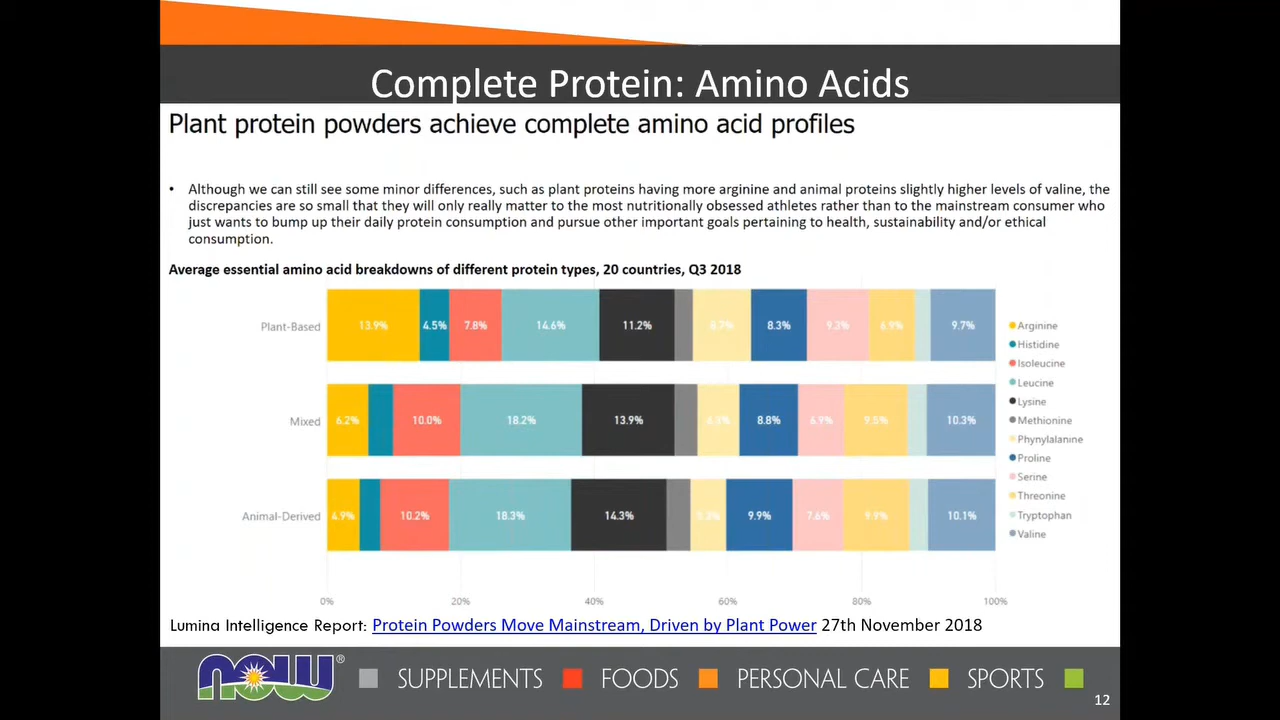 Complete Protein: Amino Acids
Plant protein powders achieve complete amino acid profiles
• Although we can still see some minor differences, such as plant proteins having more arginine and animal proteins slightly higher levels of valine, the
discrepancies are so small that they will only really matter to the most nutritionally obsessed athletes rather than to the mainstream consumer who
just wants to bump up their daily protein consumption and pursue other important goals pertaining to health, sustainability and/or ethical
consumption.
Average essential amino acid breakdowns of different protein types, 20 countries, Q3 2018
Plant-Based 13.9% 4.5% 7.8% 14.6% 11.2% 8.3% 9.3% 6.9% 9.7%
Mixed 6.2% 10.0% 18.2% 13.9% 8.8% 6.9% 9.5% 10.3%
Animal-Derived 4.9% 10.2% 18.3% 14.3% 9.9% 7.6% 9.9% 10.1%
Arginine
Histidine
Isoleucine
Leucine
Lysine
Methionine
Phynylalanine
Proline
Serine
Threonine
Tryptophan
Valine
0% 20% 40% 60% 80% 100%
Lumina Intelligence Report: Protein Powders Move Mainstream, Driven by Plant Power 27th November 2018
NOW® SUPPLEMENTS FOODS PERSONAL CARE SPORTS
12